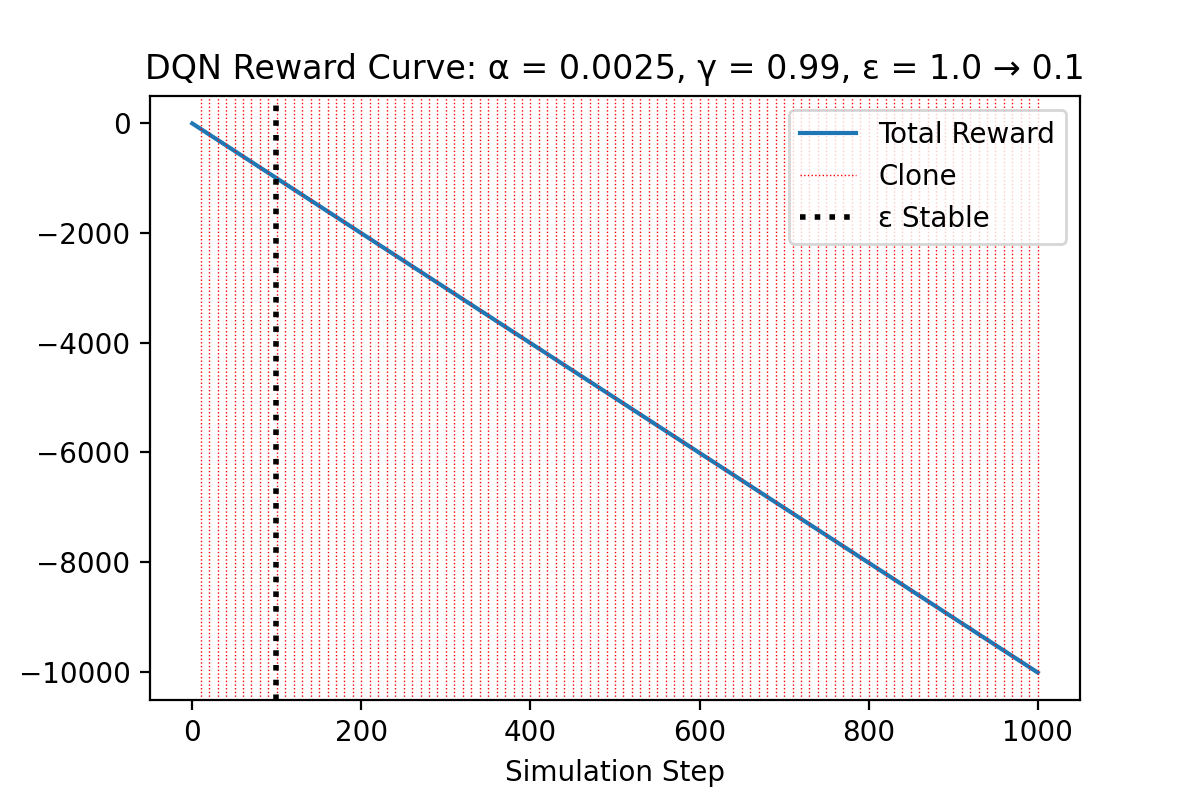 DQN Reward Curve: α = 0.0025, γ = 0.99, ε = 1.0 → 0.1
0
−2000
−4000
−6000
−8000
−10000
Total Reward
Clone
ε Stable
0 200 400 600 800 1000
Simulation Step